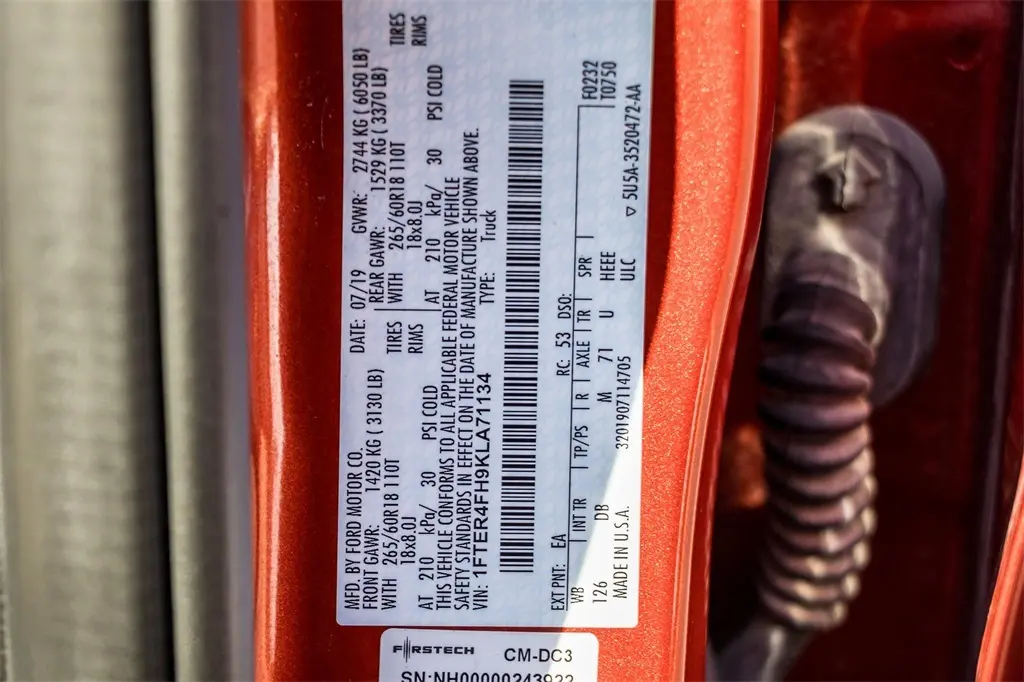 MFD. BY FORD MOTOR CO. DATE: 07/19 GVWR: 2744 KG ( 6050 LB)
FRONT GAWR: 1420 KG ( 3130 LB) REAR GAWR: 1529 KG ( 3370 LB)
WITH 265/60R18 110T TIRES WITH 265/60R18 110T TIRES
18x8.0J RIMS 18x8.0J RIMS
AT 210 kPa/ 30 PSI COLD AT 210 kPa/ 30 PSI COLD
THIS VEHICLE CONFORMS TO ALL APPLICABLE FEDERAL MOTOR VEHICLE
SAFETY STANDARDS IN EFFECT ON THE DATE OF MANUFACTURE SHOWN ABOVE.
VIN: 1FTER4FH9KLA71134 TYPE: Truck
EXT PNT: EA RC: 53 DSO: F0232
WB INT TR TP/PS R AXLE TR SPR T0750
126 DB M 71 U HEEE
MADE IN U.S.A. 3201907114705 ULC ▽ 5U5A-3520472-AA
FIRSTECH CM-DC3
SN:NH00000243922